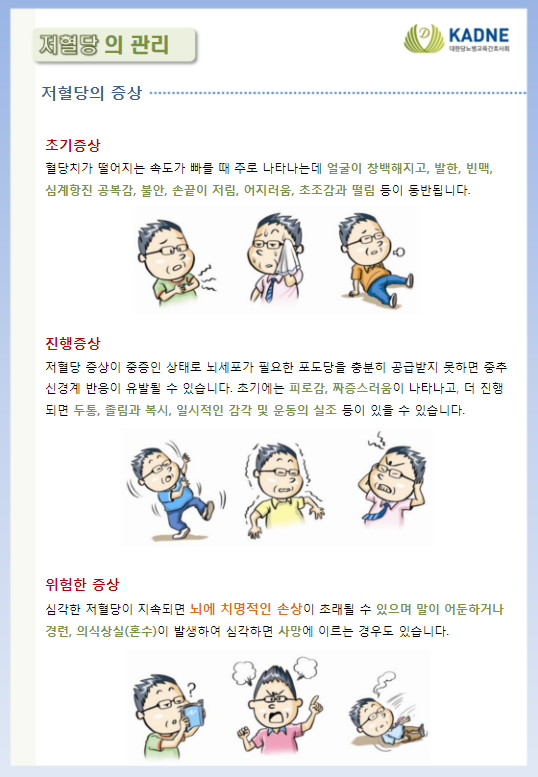 저혈당의 관리
KADNE
대한당뇨병교육간호사회
저혈당의 증상
초기증상
혈당치가 떨어지는 속도가 빠를 때 주로 나타나는데 얼굴이 창백해지고, 발한, 빈맥,
심계항진 공복감, 불안, 손끝이 저림, 어지러움, 초조감과 떨림 등이 동반됩니다.
진행증상
저혈당 증상이 중증인 상태로 뇌세포가 필요한 포도당을 충분히 공급받지 못하면 중추
신경계 반응이 유발될 수 있습니다. 초기에는 피로감, 짜증스러움이 나타나고, 더 진행
되면 두통, 졸림과 복시, 일시적인 감각 및 운동의 실조 등이 있을 수 있습니다.
위험한 증상
심각한 저혈당이 지속되면 뇌에 치명적인 손상이 초래될 수 있으며 말이 어둔하거나
경련, 의식상실(혼수)이 발생하여 심각하면 사망에 이르는 경우도 있습니다.
?